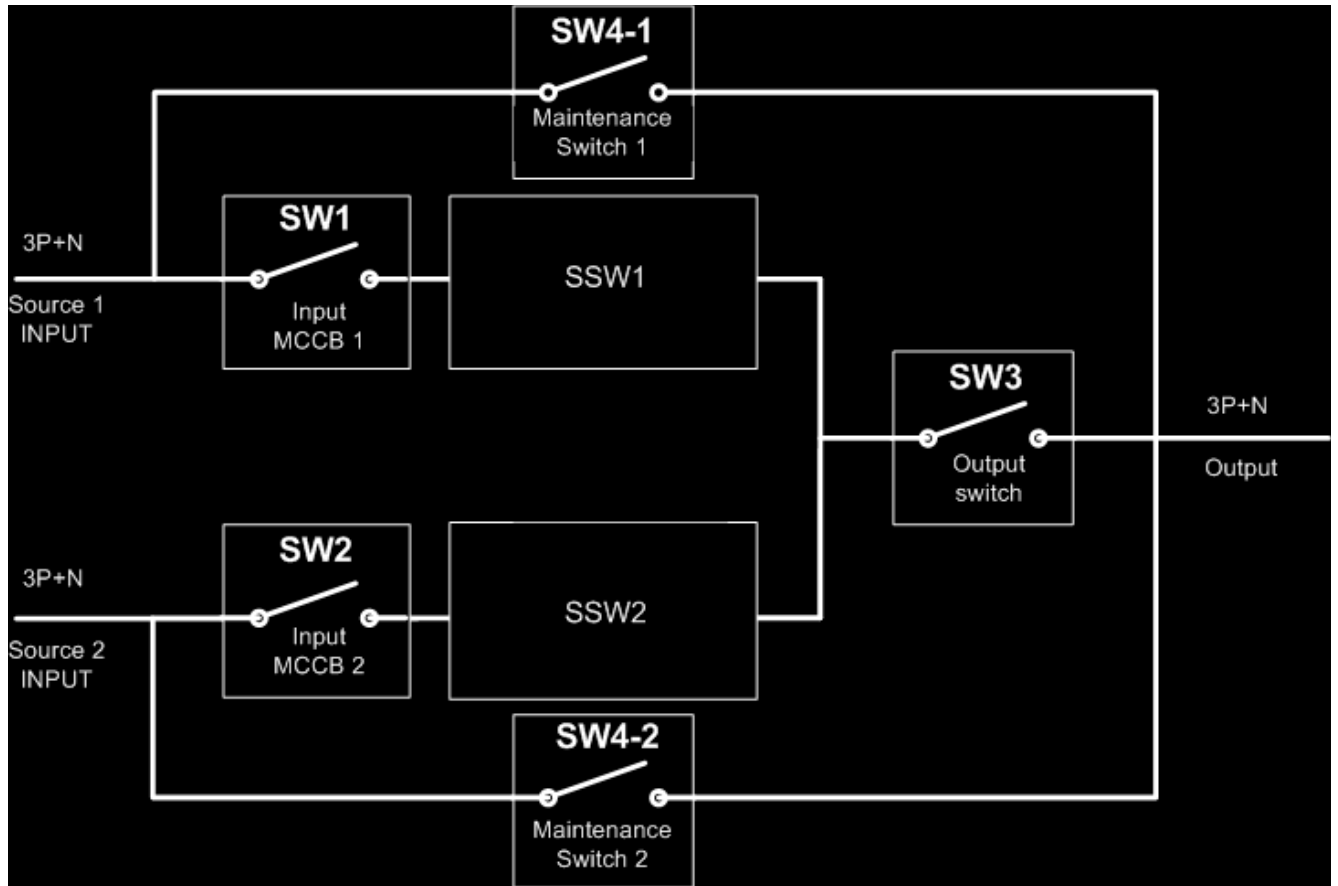 SW4-1
Maintenance
Switch 1
SW1
3P+N
SSW1
Source 1
INPUT
Input
MCCB 1
SW3
3P+N
Output
switch
Output
SW2
3P+N
SSW2
Input
MCCB 2
Source 2
INPUT
SW4-2
Maintenance
Switch 2